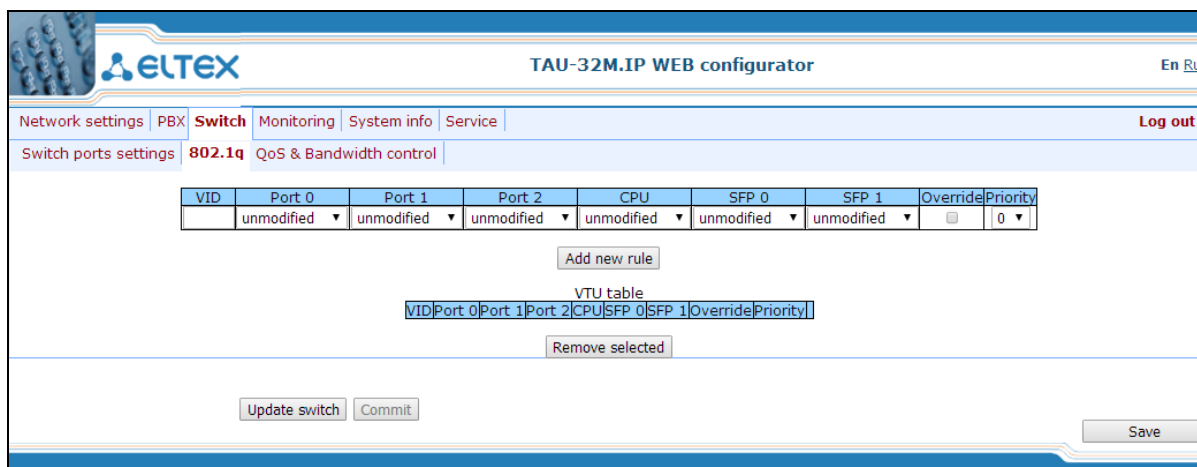 ELTEX
TAU-32M.IP WEB configurator
En Ru
Network settings PBX Switch Monitoring System info Service
Log out
Switch ports settings 802.1q QoS & Bandwidth control
VID Port 0 Port 1 Port 2 CPU SFP 0 SFP 1 Override Priority
unmodified unmodified unmodified unmodified unmodified unmodified 0
Add new rule
VTU table
VID Port 0 Port 1 Port 2 CPU SFP 0 SFP 1 Override Priority
Remove selected
Update switch Commit
Save